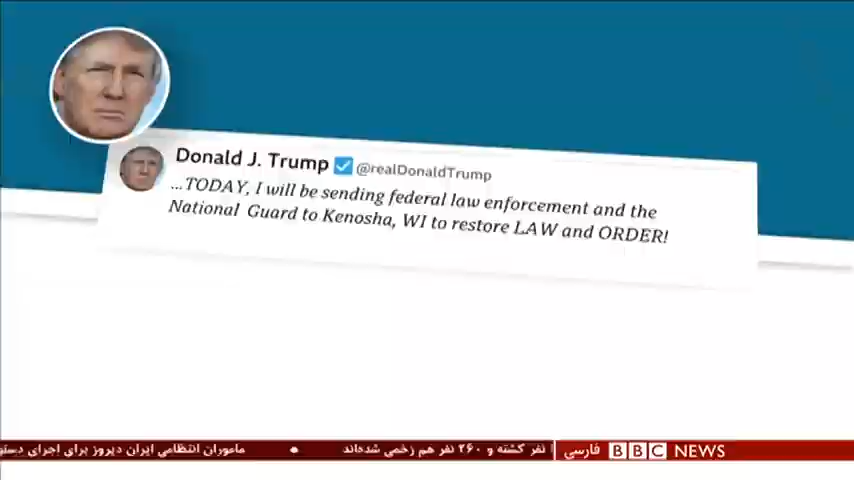 Donald J. Trump @realDonaldTrump
...TODAY, I will be sending federal law enforcement and the
National Guard to Kenosha, WI to restore LAW and ORDER!
فارسی BBC NEWS
نفر کشته و ۲۶۰ نفر هم زخمی شده‌اند • ماموران انتظامی ایران دیروز برای اجرای